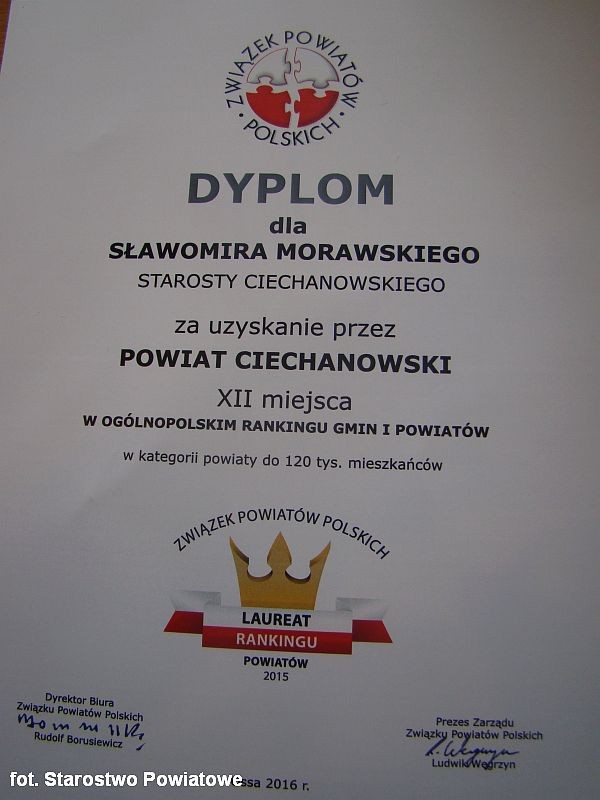 ZWIĄZEK POWIATÓW
• POLSKICH •
DYPLOM
dla
SŁAWOMIRA MORAWSKIEGO
STAROSTY CIECHANOWSKIEGO
za uzyskanie przez
POWIAT CIECHANOWSKI
XII miejsca
W OGÓLNOPOLSKIM RANKINGU GMIN I POWIATÓW
w kategorii powiaty do 120 tys. mieszkańców
ZWIĄZEK POWIATÓW POLSKICH
LAUREAT
RANKINGU
POWIATÓW
2015
Dyrektor Biura
Związku Powiatów Polskich
Rudolf Borusiewicz
Prezes Zarządu
Związku Powiatów Polskich
Ludwik Węgrzyn
fot. Starostwo Powiatowe
2016 r.